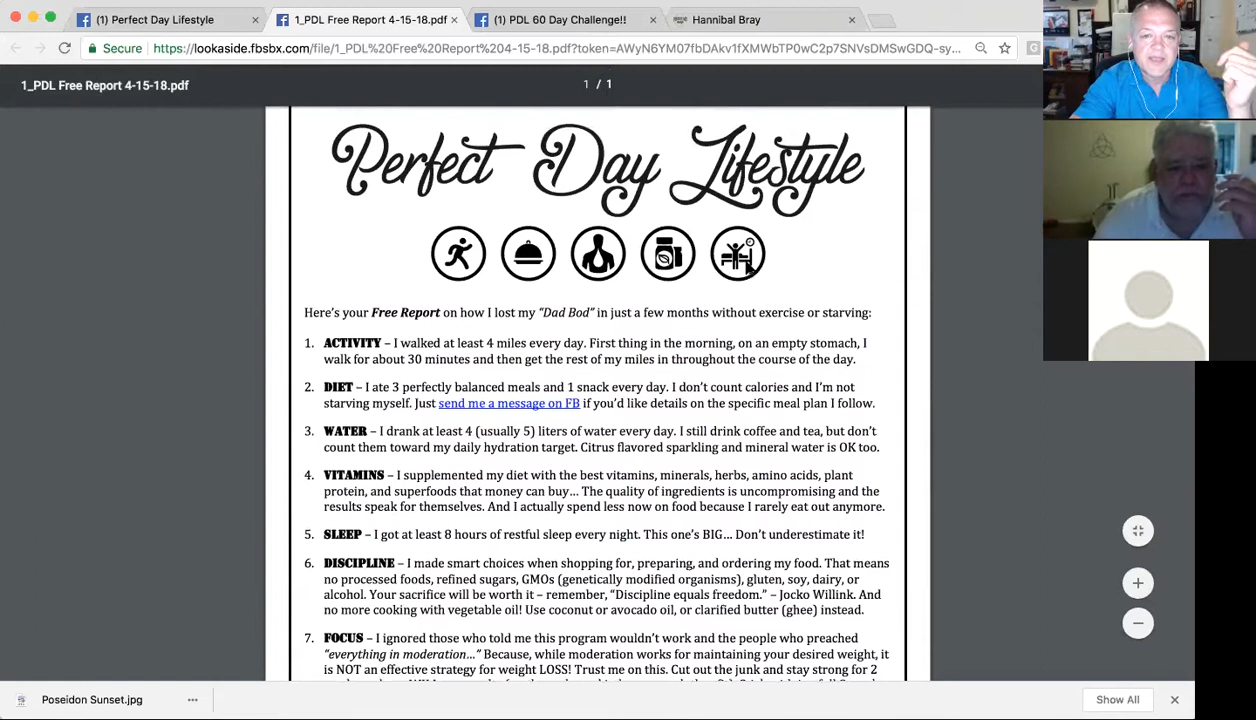 (1) Perfect Day Lifestyle
1_PDL Free Report 4-15-18.pdf
(1) PDL 60 Day Challenge!!
Hannibal Bray
Secure
https://lookaside.fbsbx.com/file/1_PDL%20Free%20Report%204-15-18.pdf?token=AWyN6YM07fbDAkv1fXMWbTP0wC2p7SNVsDMSwGDQ-sy...
1_PDL Free Report 4-15-18.pdf
1 / 1
Perfect Day Lifestyle
Here's your Free Report on how I lost my "Dad Bod" in just a few months without exercise or starving:
1. ACTIVITY – I walked at least 4 miles every day. First thing in the morning, on an empty stomach, I
walk for about 30 minutes and then get the rest of my miles in throughout the course of the day.
2. DIET – I ate 3 perfectly balanced meals and 1 snack every day. I don't count calories and I'm not
starving myself. Just send me a message on FB if you'd like details on the specific meal plan I follow.
3. WATER – I drank at least 4 (usually 5) liters of water every day. I still drink coffee and tea, but don't
count them toward my daily hydration target. Citrus flavored sparkling and mineral water is OK too.
4. VITAMINS – I supplemented my diet with the best vitamins, minerals, herbs, amino acids, plant
protein, and superfoods that money can buy... The quality of ingredients is uncompromising and the
results speak for themselves. And I actually spend less now on food because I rarely eat out anymore.
5. SLEEP – I got at least 8 hours of restful sleep every night. This one's BIG... Don't underestimate it!
6. DISCIPLINE – I made smart choices when shopping for, preparing, and ordering my food. That means
no processed foods, refined sugars, GMOs (genetically modified organisms), gluten, soy, dairy, or
alcohol. Your sacrifice will be worth it – remember, "Discipline equals freedom." – Jocko Willink. And
no more cooking with vegetable oil! Use coconut or avocado oil, or clarified butter (ghee) instead.
7. FOCUS – I ignored those who told me this program wouldn't work and the people who preached
"everything in moderation..." Because, while moderation works for maintaining your desired weight, it
is NOT an effective strategy for weight LOSS! Trust me on this. Cut out the junk and stay strong for 2
Poseidon Sunset.jpg
Show All